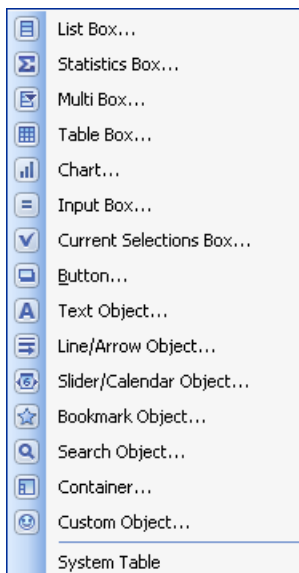 List Box...
Statistics Box...
Multi Box...
Table Box...
Chart...
Input Box...
Current Selections Box...
Button...
Text Object...
Line/Arrow Object...
Slider/Calendar Object...
Bookmark Object...
Search Object...
Container...
Custom Object...
System Table